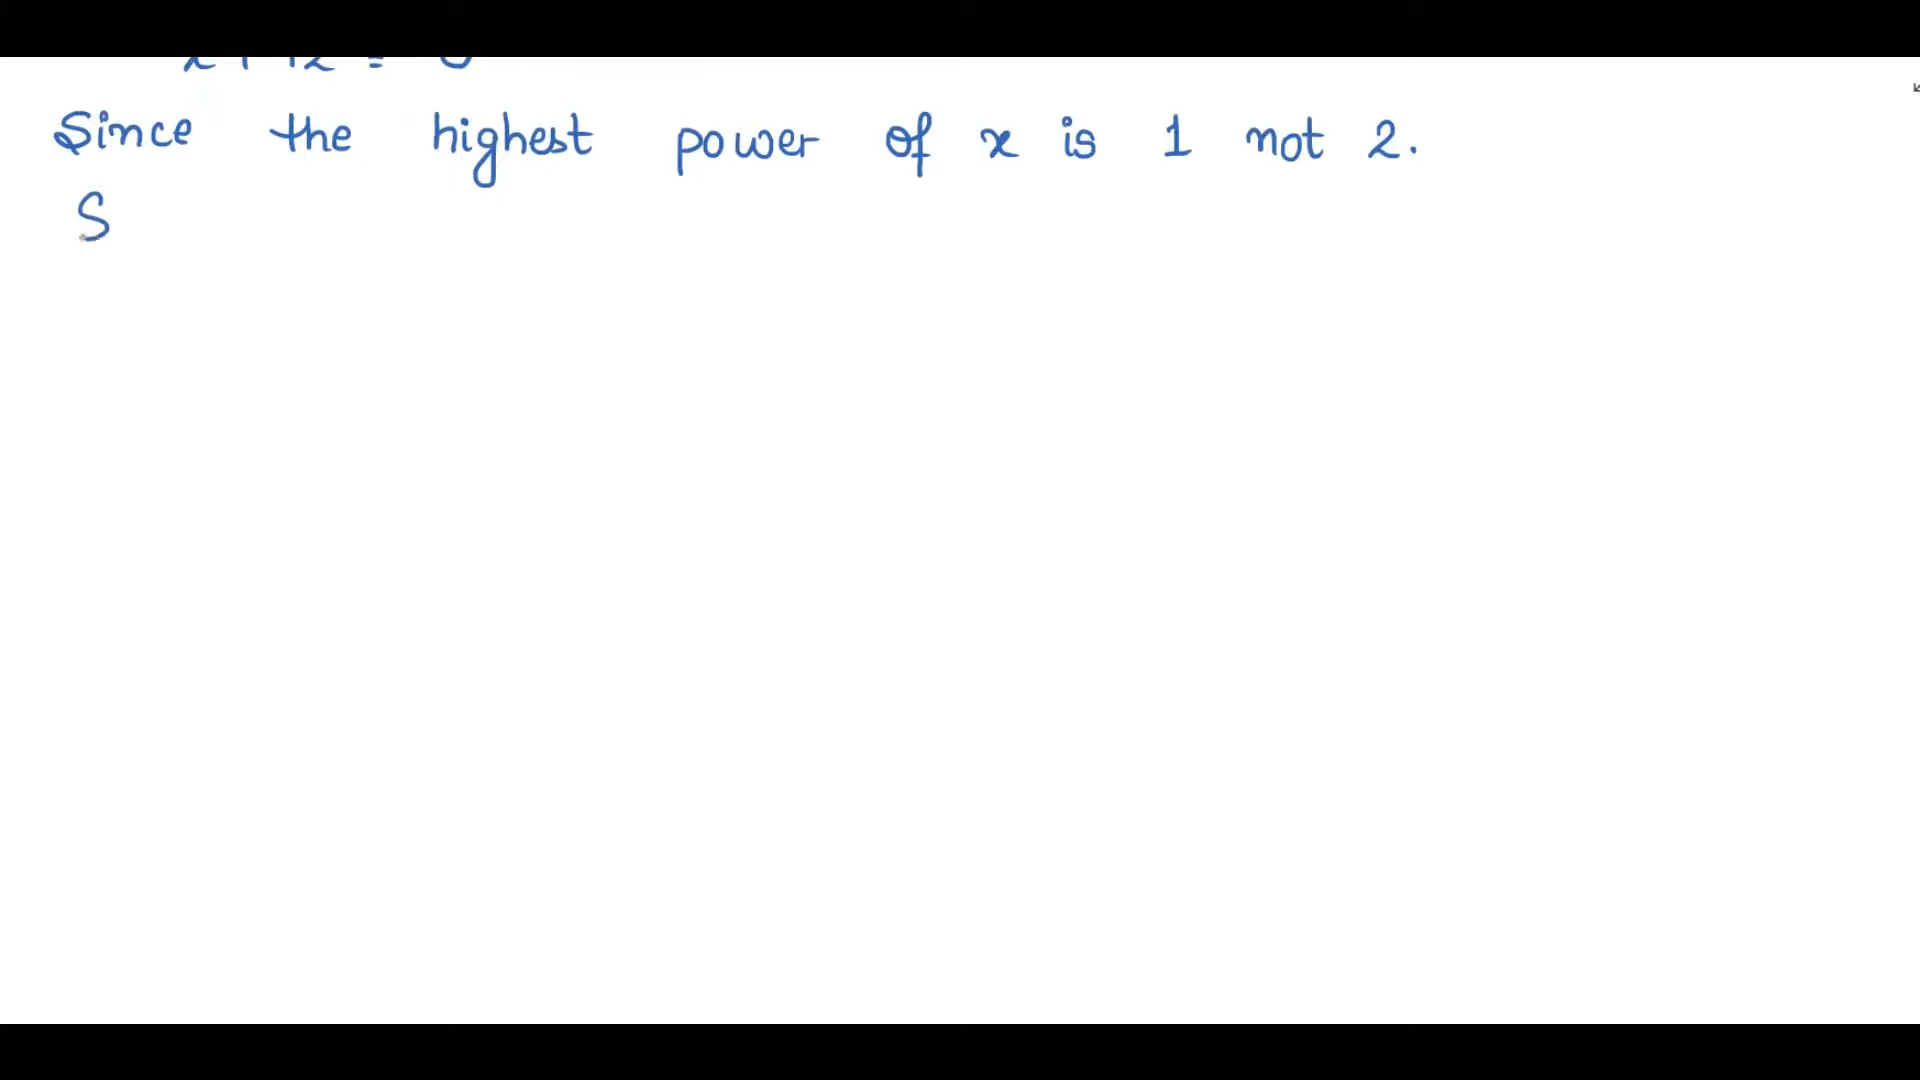 Since the highest power of x is 1 not 2.
S